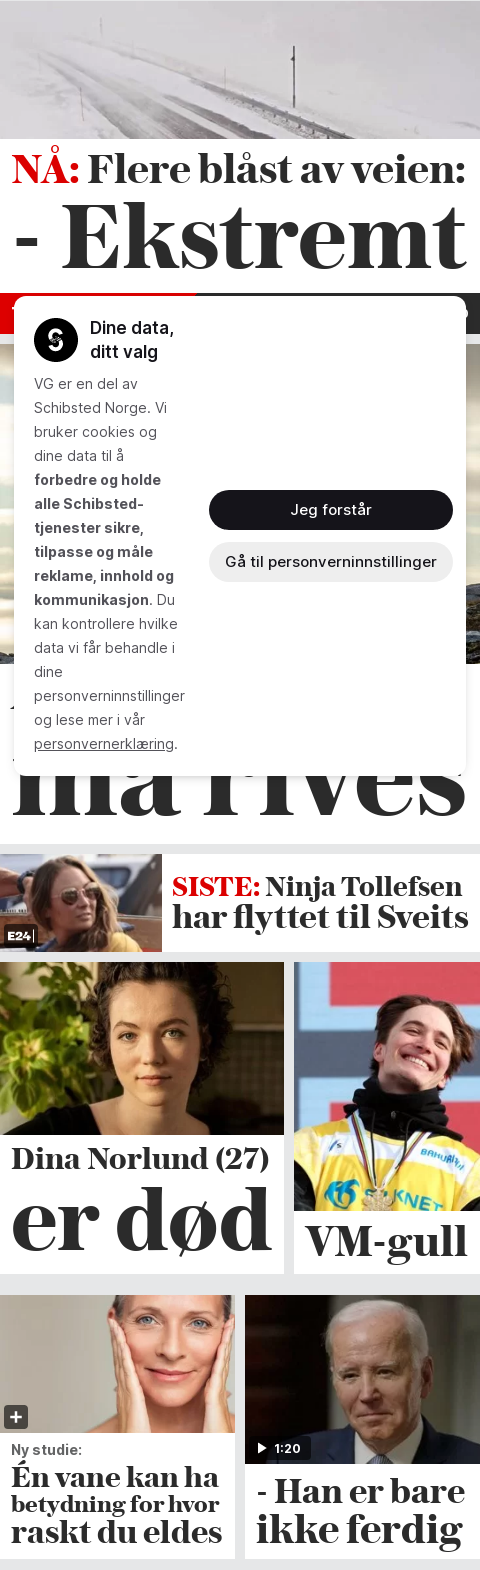 NÅ: Flere blåst av veien:
- Ekstremt
Dine data,
ditt valg
VG er en del av
Schibsted Norge. Vi
bruker cookies og
dine data til å
forbedre og holde
alle Schibsted-
tjenester sikre,
tilpasse og måle
reklame, innhold og
kommunikasjon. Du
kan kontrollere hvilke
data vi får behandle i
dine
personverninnstillinger
og lese mer i vår
personvernerklæring.
Jeg forstår
Gå til personverninnstillinger
må rives
E24
SISTE: Ninja Tollefsen
har flyttet til Sveits
Dina Norlund (27)
er død
VM-gull
Ny studie:
Én vane kan ha
betydning for hvor
raskt du eldes
1:20
- Han er bare
ikke ferdig